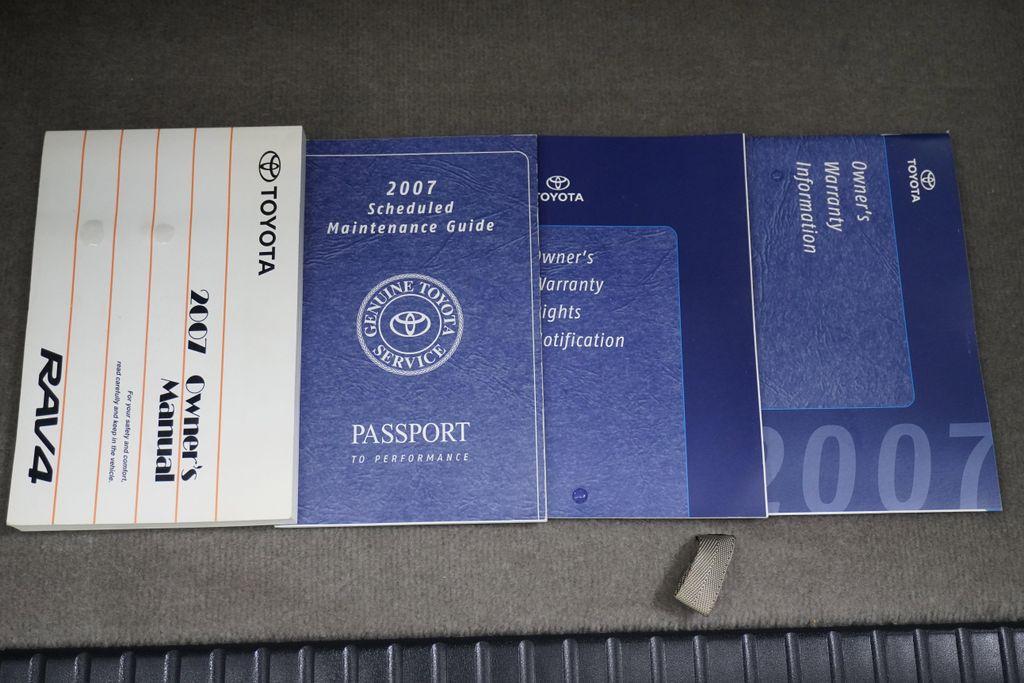 TOYOTA
2007 Owner's
Manual
For your safety and comfort,
read carefully and keep in the vehicle.
RAV4
2007
Scheduled
Maintenance Guide
GENUINE TOYOTA
SERVICE
PASSPORT
TO PERFORMANCE
TOYOTA
wner's
Warranty
ights
otification
TOYOTA
Owner's
Warranty
Information
2007